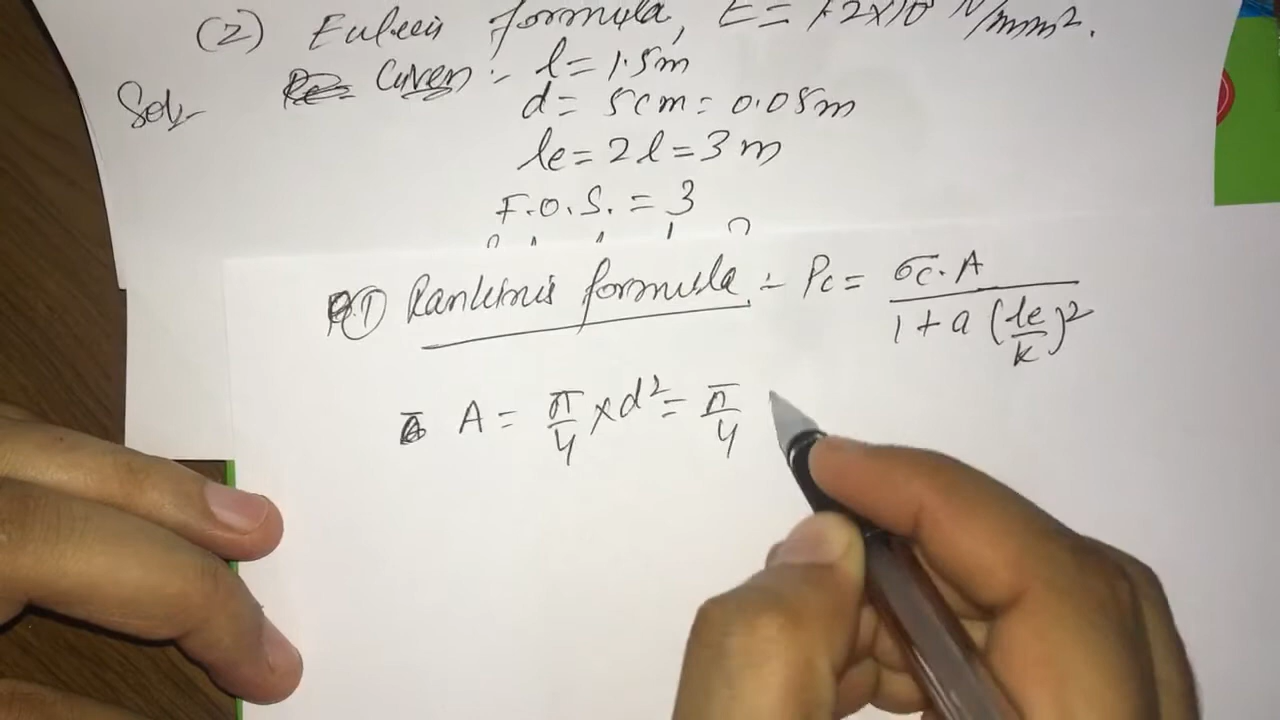 (2) Euler's formula, E = 1.2×10⁵ N/mm².
Sol:- Given :- l = 1.5m
d = 5cm = 0.05m
le = 2l = 3m
F.O.S. = 3
① Rankin's formula :- Pc = σc.A / 1 + a (le/k)²
A = π/4 × d² = π/4